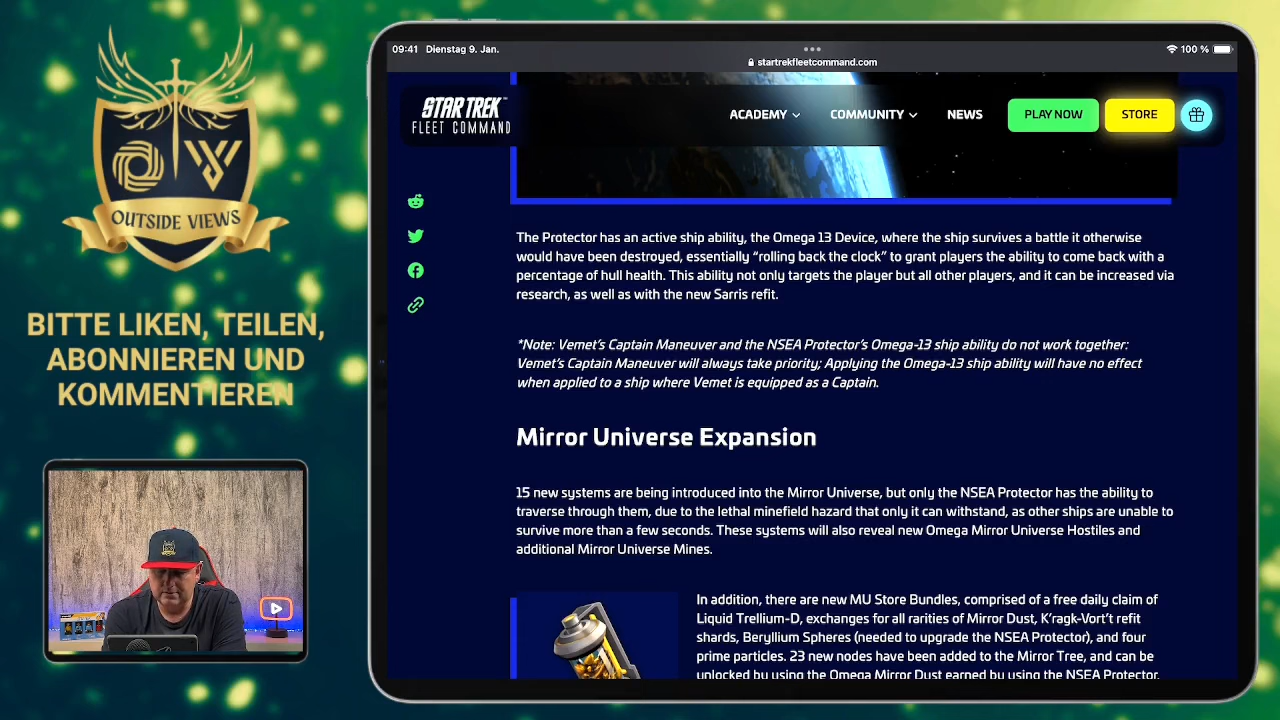 OUTSIDE VIEWS
BITTE LIKEN, TEILEN,
ABONNIEREN UND
KOMMENTIEREN
09:41 Dienstag 9. Jan.
100 %
startrekfleetcommand.com
STAR TREK
FLEET COMMAND
ACADEMY
COMMUNITY
NEWS
PLAY NOW
STORE
The Protector has an active ship ability, the Omega 13 Device, where the ship survives a battle it otherwise
would have been destroyed, essentially “rolling back the clock” to grant players the ability to come back with a
percentage of hull health. This ability not only targets the player but all other players, and it can be increased via
research, as well as with the new Sarris refit.
*Note: Vemet’s Captain Maneuver and the NSEA Protector’s Omega-13 ship ability do not work together:
Vemet’s Captain Maneuver will always take priority; Applying the Omega-13 ship ability will have no effect
when applied to a ship where Vemet is equipped as a Captain.
Mirror Universe Expansion
15 new systems are being introduced into the Mirror Universe, but only the NSEA Protector has the ability to
traverse through them, due to the lethal minefield hazard that only it can withstand, as other ships are unable to
survive more than a few seconds. These systems will also reveal new Omega Mirror Universe Hostiles and
additional Mirror Universe Mines.
In addition, there are new MU Store Bundles, comprised of a free daily claim of
Liquid Trellium-D, exchanges for all rarities of Mirror Dust, K’ragk-Vort’t refit
shards, Beryllium Spheres (needed to upgrade the NSEA Protector), and four
prime particles. 23 new nodes have been added to the Mirror Tree, and can be
unlocked by using the Omega Mirror Dust earned by using the NSEA Protector.